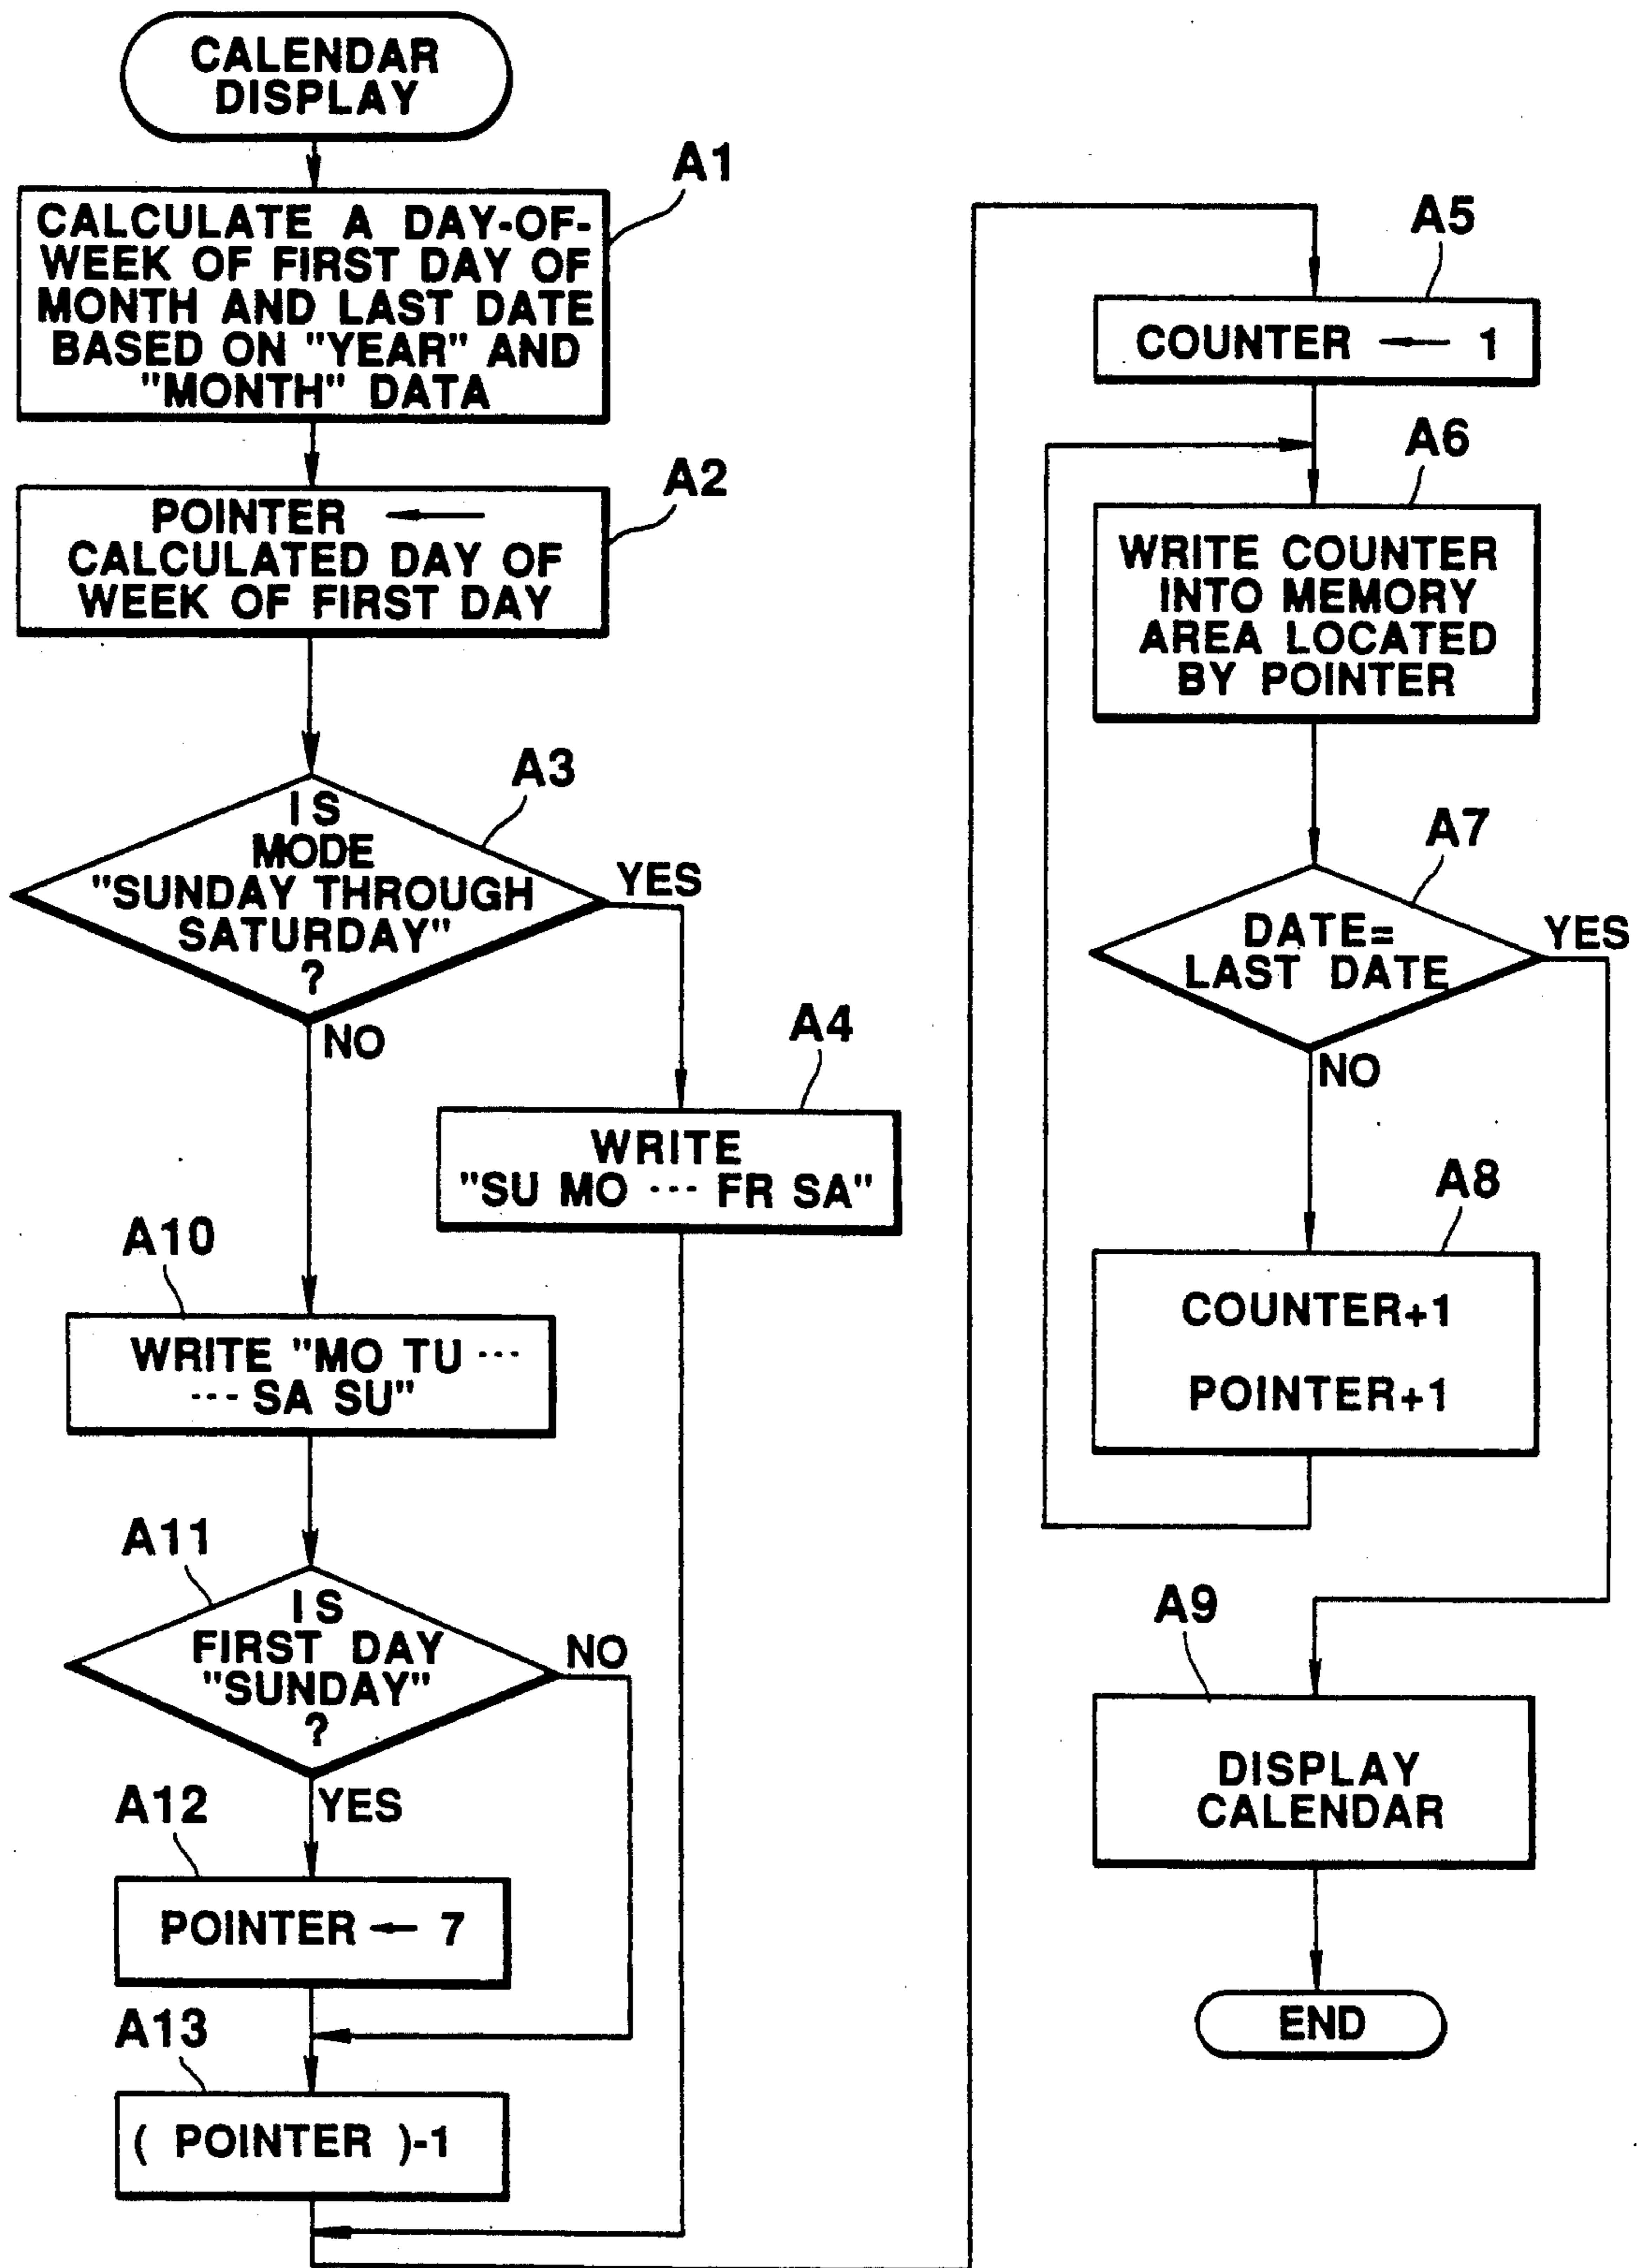 CALENDAR
DISPLAY
A1
CALCULATE A DAY-OF-
WEEK OF FIRST DAY OF
MONTH AND LAST DATE
BASED ON "YEAR" AND
"MONTH" DATA
A2
POINTER ←
CALCULATED DAY OF
WEEK OF FIRST DAY
A3
IS
MODE
"SUNDAY THROUGH
SATURDAY"
?
YES
NO
A4
WRITE
"SU MO --- FR SA"
A10
WRITE "MO TU ---
--- SA SU"
A11
IS
FIRST DAY
"SUNDAY"
?
NO
YES
A12
POINTER ← 7
A13
( POINTER )-1
A5
COUNTER ← 1
A6
WRITE COUNTER
INTO MEMORY
AREA LOCATED
BY POINTER
A7
DATE=
LAST DATE
YES
NO
A8
COUNTER+1
POINTER+1
A9
DISPLAY
CALENDAR
END